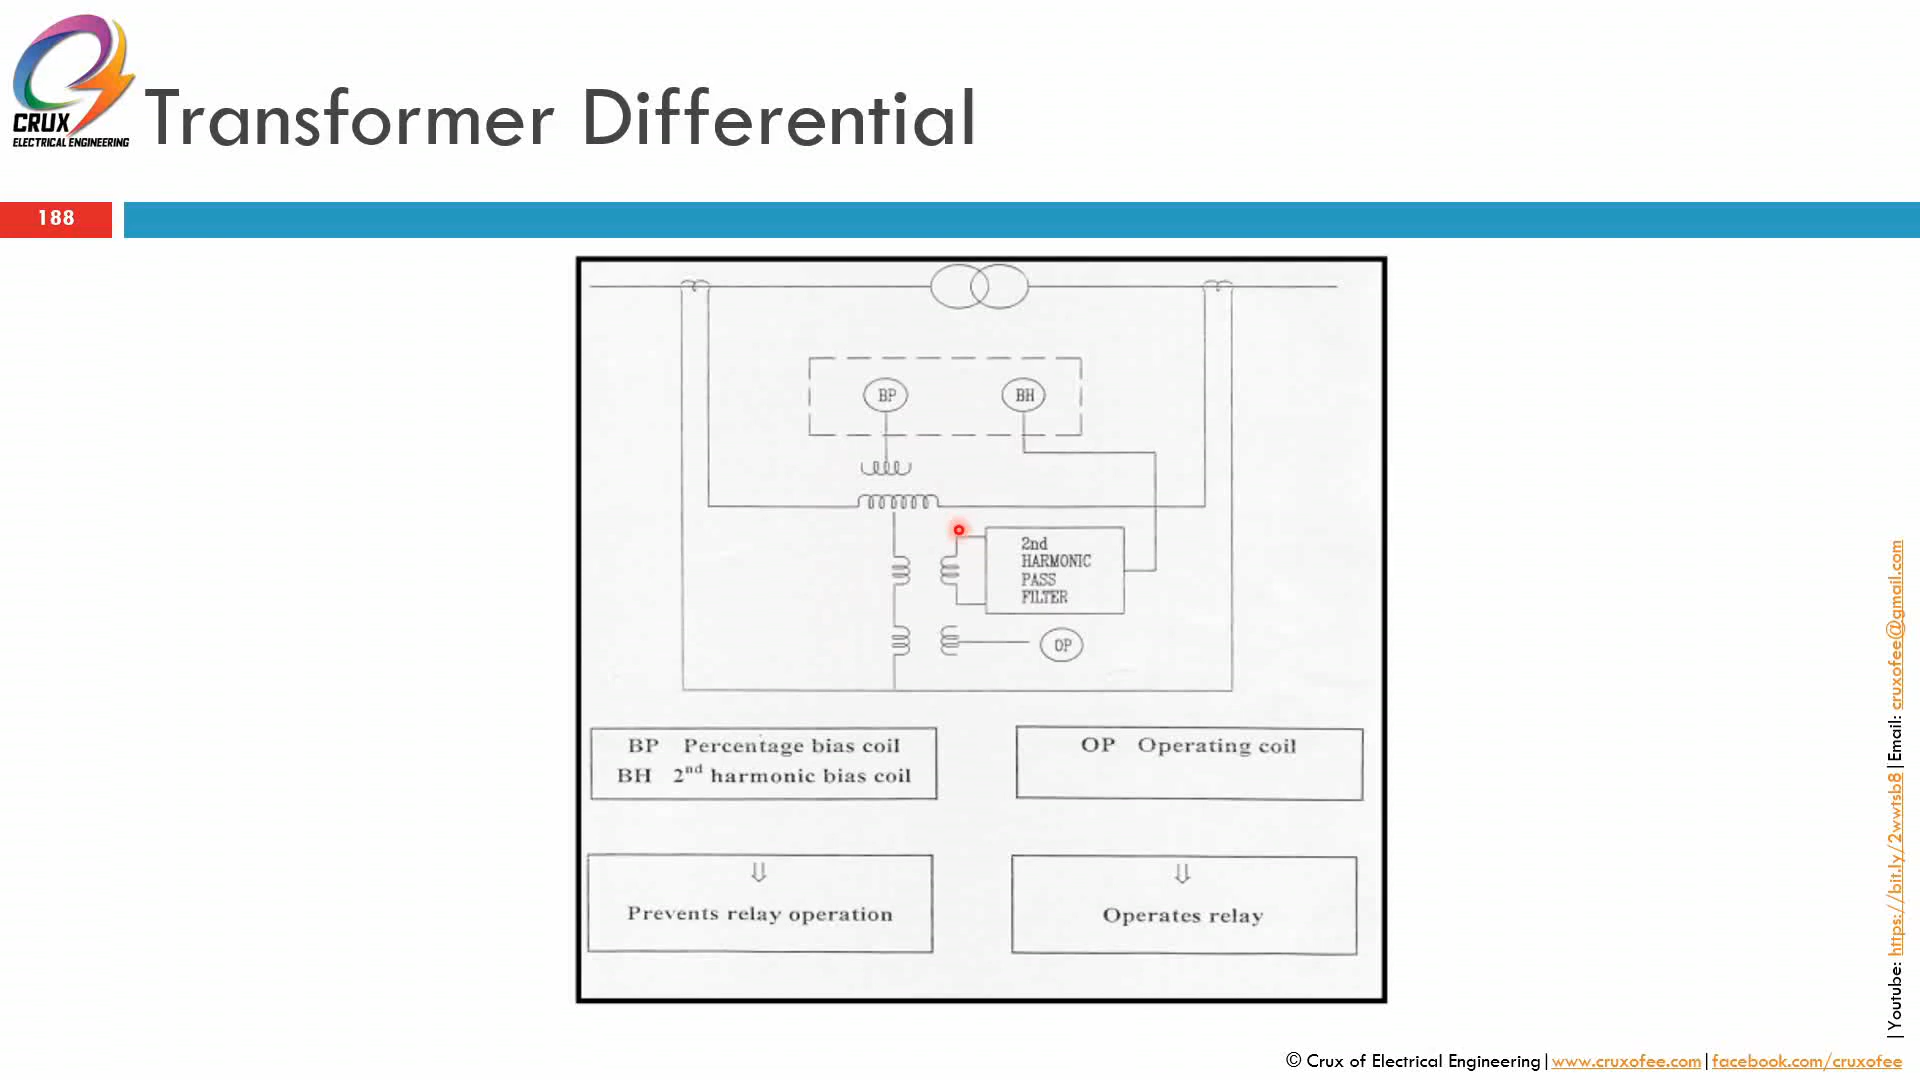 CRUX
ELECTRICAL ENGINEERING
Transformer Differential
188
BP
BH
2nd
HARMONIC
PASS
FILTER
OP
BP Percentage bias coil
BH 2nd harmonic bias coil
OP Operating coil
⇓
Prevents relay operation
⇓
Operates relay
|Youtube: https://bit.ly/2wwtsb8|Email: cruxofee@gmail.com
© Crux of Electrical Engineering|www.cruxofee.com|facebook.com/cruxofee